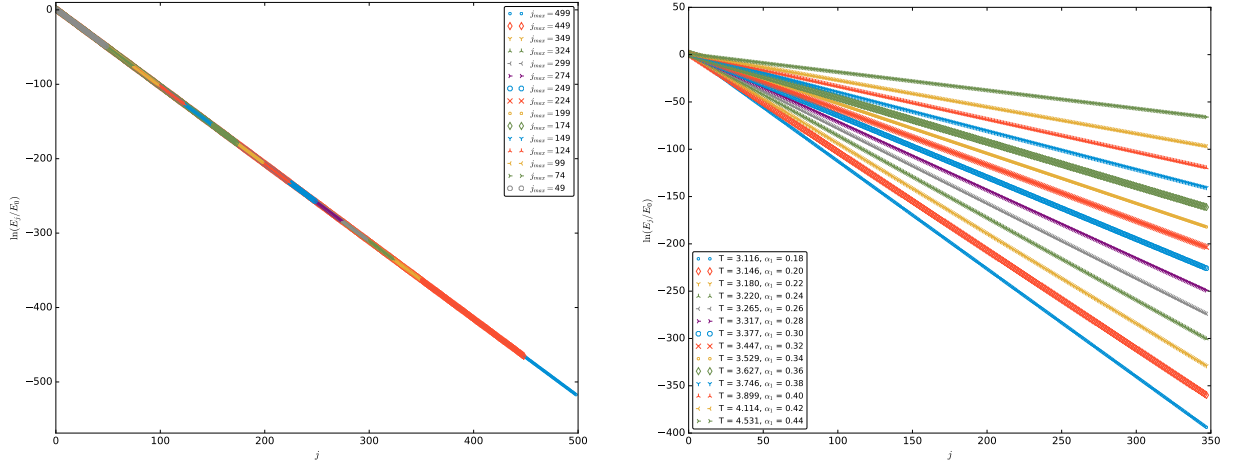 0
−100
−200
−300
−400
−500
ln(E_j/E_0)
0
100
200
300
400
500
j
j_max = 499
j_max = 449
j_max = 349
j_max = 324
j_max = 299
j_max = 274
j_max = 249
j_max = 224
j_max = 199
j_max = 174
j_max = 149
j_max = 124
j_max = 99
j_max = 74
j_max = 49
50
0
−50
−100
−150
−200
−250
−300
−350
−400
ln(E_j/E_0)
T = 3.116, α_1 = 0.18
T = 3.146, α_1 = 0.20
T = 3.180, α_1 = 0.22
T = 3.220, α_1 = 0.24
T = 3.265, α_1 = 0.26
T = 3.317, α_1 = 0.28
T = 3.377, α_1 = 0.30
T = 3.447, α_1 = 0.32
T = 3.529, α_1 = 0.34
T = 3.627, α_1 = 0.36
T = 3.746, α_1 = 0.38
T = 3.899, α_1 = 0.40
T = 4.114, α_1 = 0.42
T = 4.531, α_1 = 0.44
0
50
100
150
200
250
300
350
j